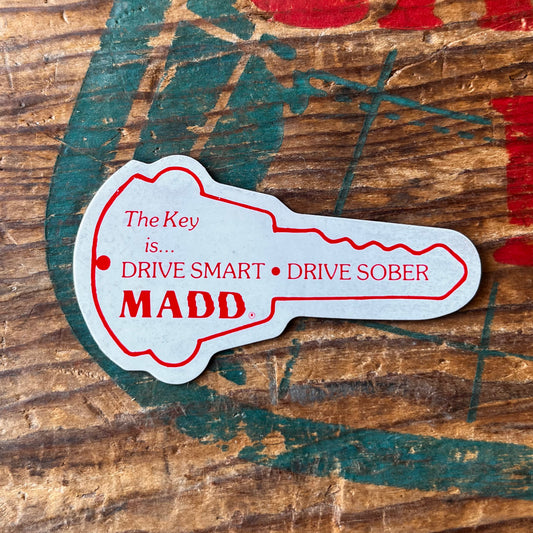 The Key
is...
DRIVE SMART • DRIVE SOBER
MADD®